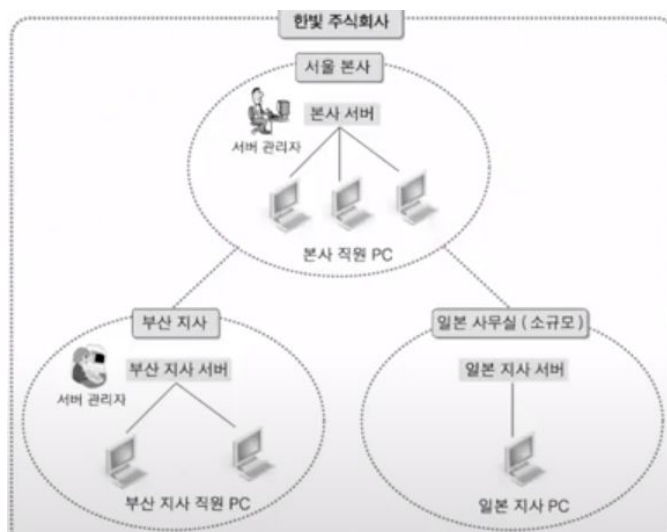 한빛 주식회사
서울 본사
본사 서버
서버 관리자
본사 직원 PC
부산 지사
부산 지사 서버
서버 관리자
부산 지사 직원 PC
일본 사무실 ( 소규모 )
일본 지사 서버
일본 지사 PC